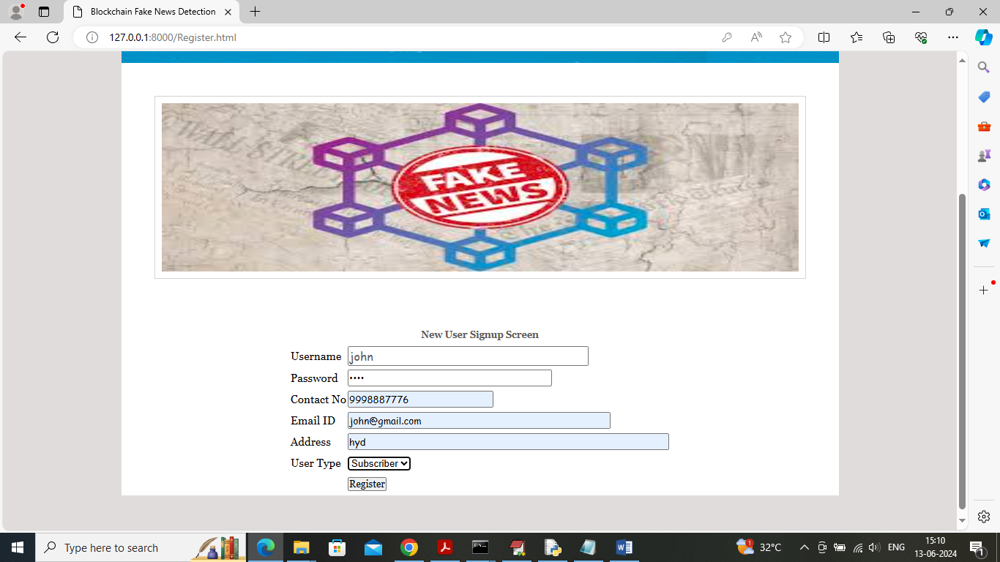 Blockchain Fake News Detection
127.0.0.1:8000/Register.html
FAKE
NEWS
New User Signup Screen
Username john
Password ••••
Contact No 9998887776
Email ID john@gmail.com
Address hyd
User Type Subscriber
Register
Type here to search
1
32°C
ENG
15:10
13-06-2024
1